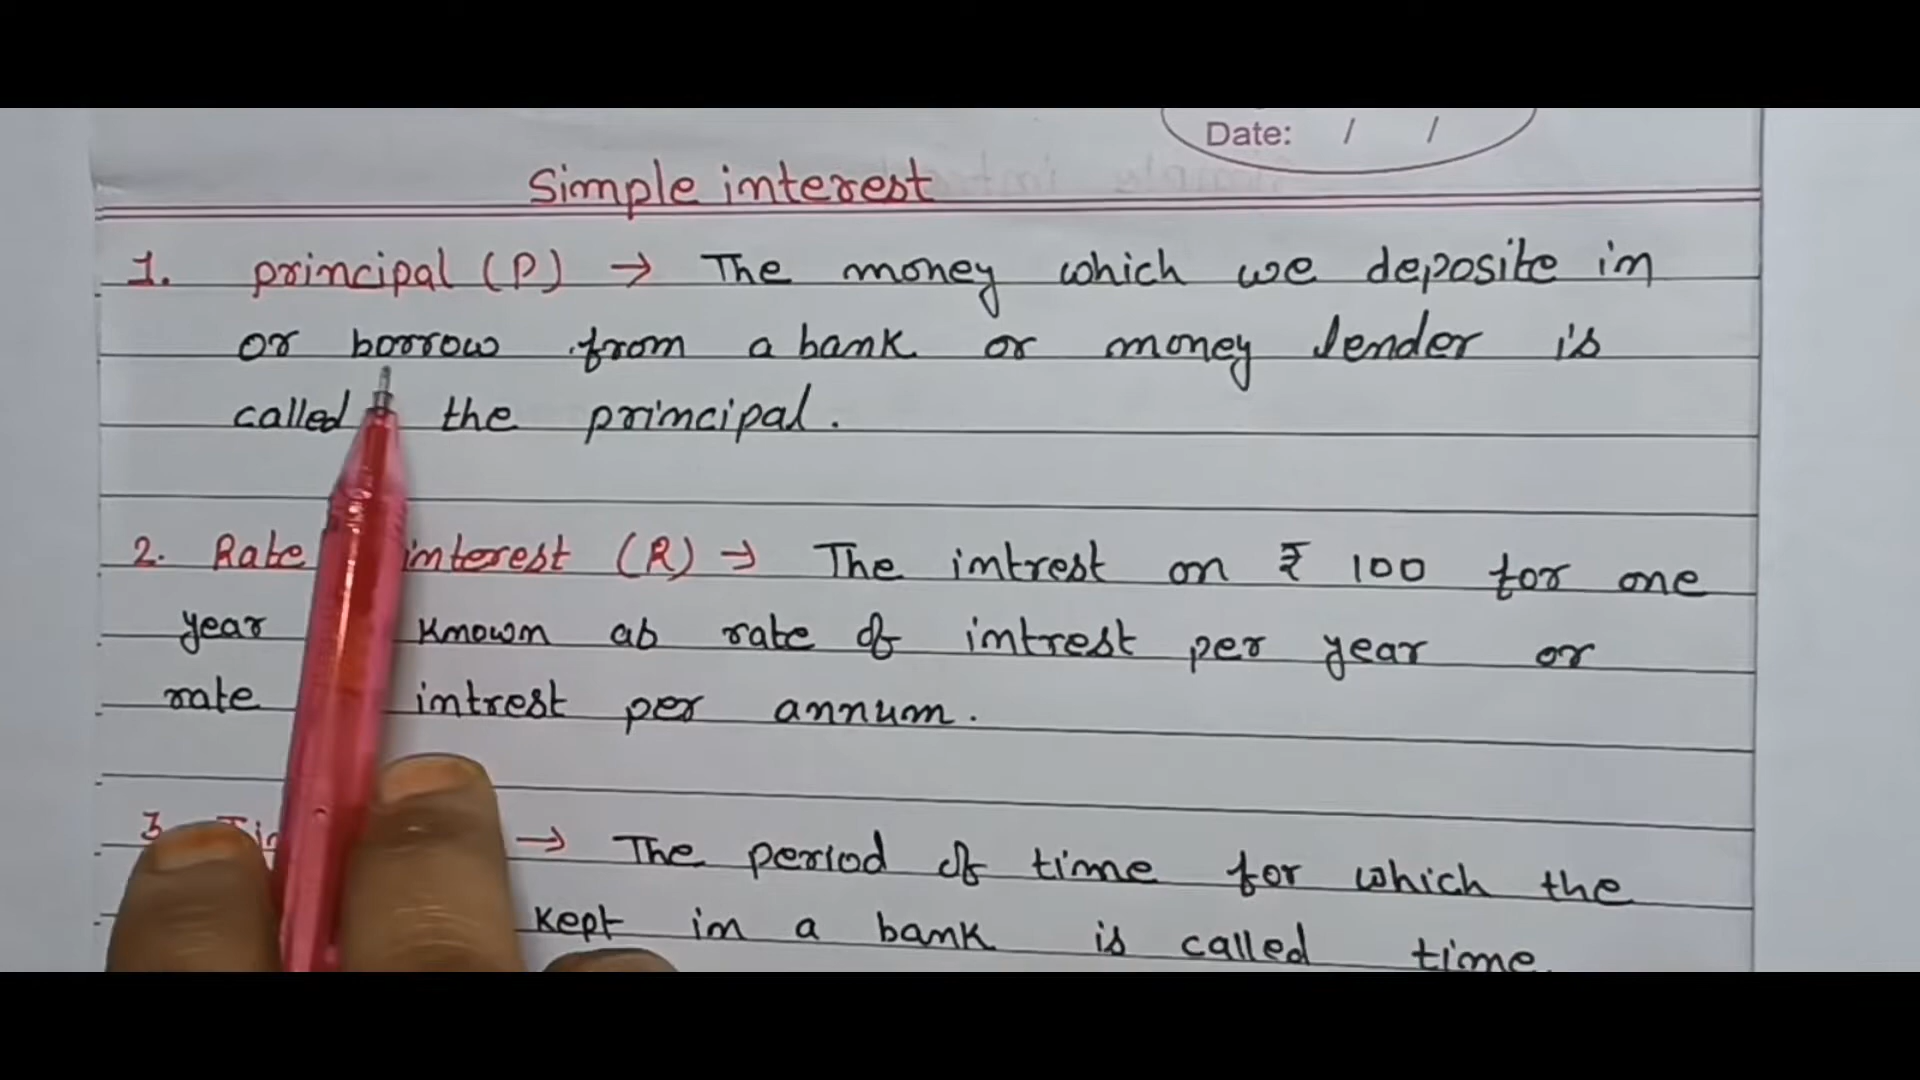 Date: / /
Simple interest
1. principal (P) → The money which we deposite in
or borrow from a bank or money lender is
called the principal.
2. Rate interest (R) → The intrest on ₹ 100 for one
year known as rate of intrest per year or
rate intrest per annum.
3. → The period of time for which the
kept in a bank is called time.